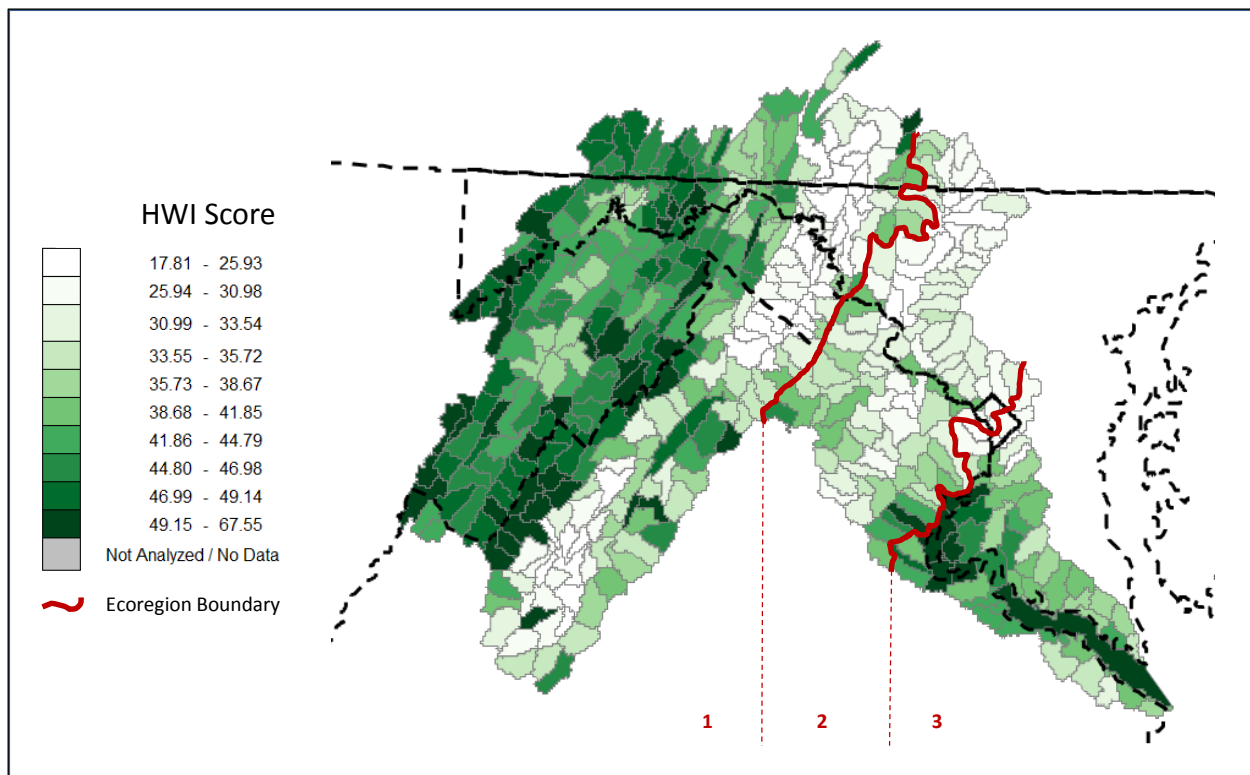 HWI Score
17.81 - 25.93
25.94 - 30.98
30.99 - 33.54
33.55 - 35.72
35.73 - 38.67
38.68 - 41.85
41.86 - 44.79
44.80 - 46.98
46.99 - 49.14
49.15 - 67.55
Not Analyzed / No Data
Ecoregion Boundary
1 2 3